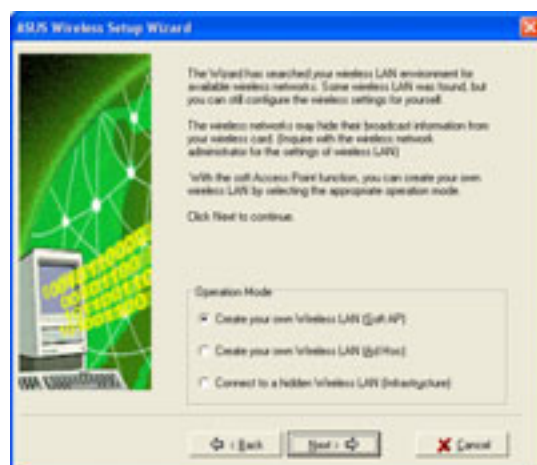 ASUS Wireless Setup Wizard
The Wizard has searched your wireless LAN environment for
available wireless networks. Some wireless LAN was found, but
you can still configure the wireless settings for yourself.
The wireless networks may hide their broadcast information from
your wireless card. (Inquire with the wireless network
administrator for the settings of wireless LAN)
With the soft Access Point function, you can create your own
wireless LAN by selecting the appropriate operation mode.
Click Next to continue.
Operation Mode
Create your own Wireless LAN (Soft AP)
Create your own Wireless LAN (Ad Hoc)
Connect to a hidden Wireless LAN (Infrastructure)
< Back
Next >
Cancel